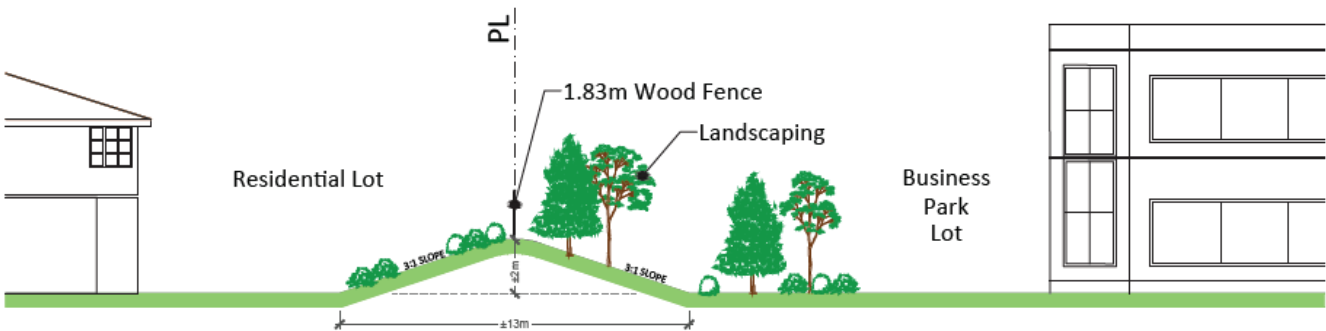 PL
1.83m Wood Fence
Landscaping
Residential Lot
Business
Park
Lot
3:1 SLOPE
±2m
3:1 SLOPE
±13m